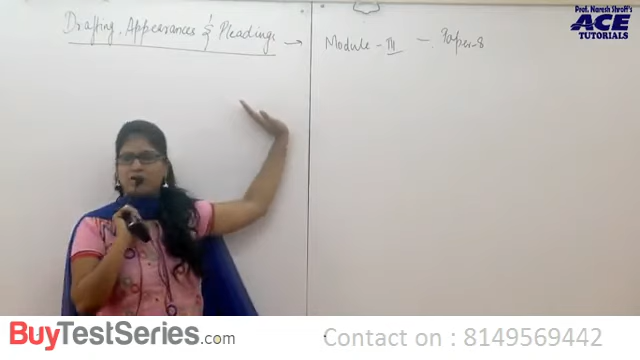 Drafting, Appearances & Pleadings → Module - III - Paper-8
Prof. Naresh Shroff's
ACE
TUTORIALS
BuyTestSeries.com
Contact on : 8149569442